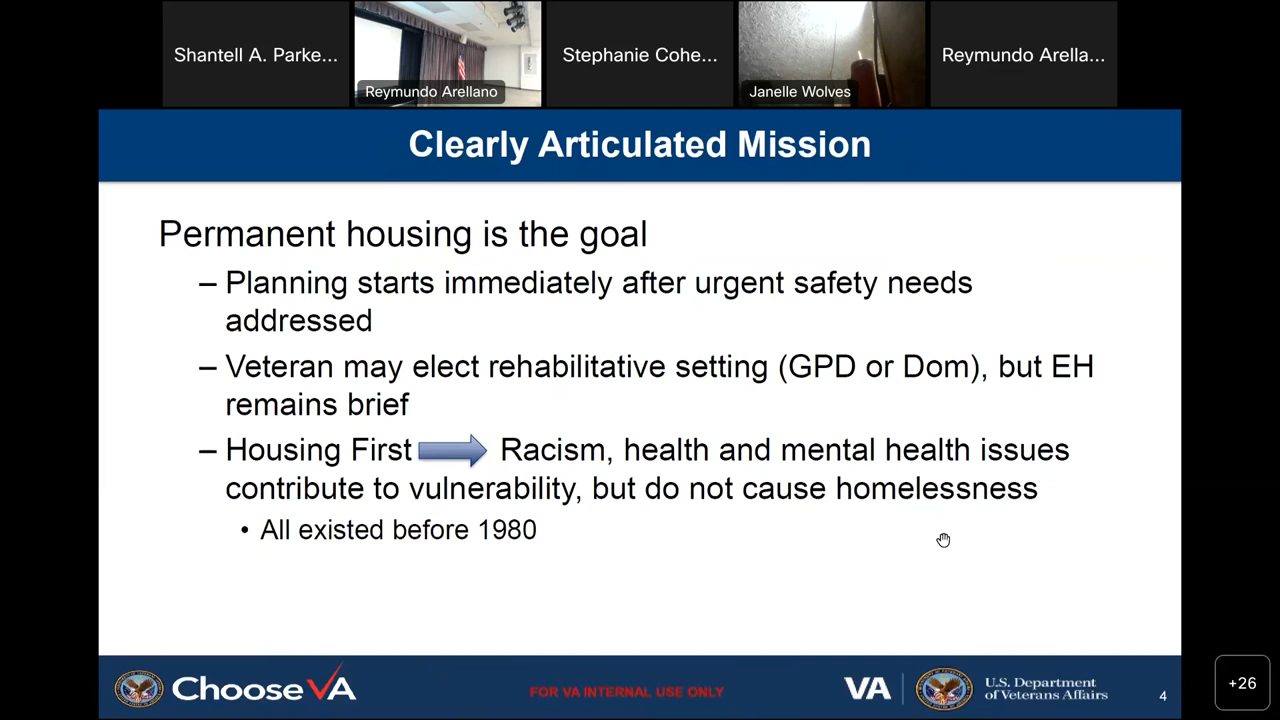 Shantell A. Parke...
Reymundo Arellano
Stephanie Cohe...
Janelle Wolves
Reymundo Arella...
Clearly Articulated Mission
Permanent housing is the goal
– Planning starts immediately after urgent safety needs
addressed
– Veteran may elect rehabilitative setting (GPD or Dom), but EH
remains brief
– Housing First Racism, health and mental health issues
contribute to vulnerability, but do not cause homelessness
• All existed before 1980
Choose VA
FOR VA INTERNAL USE ONLY
VA
U.S. Department
of Veterans Affairs
4
+26